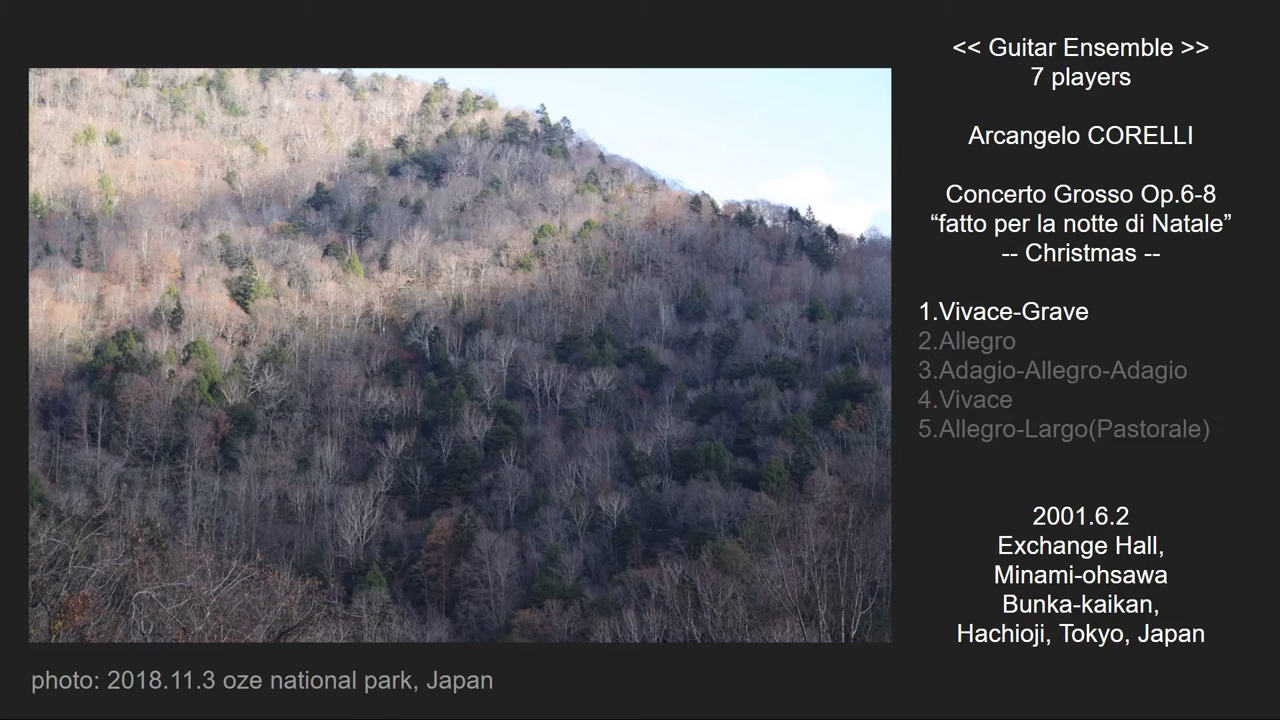 << Guitar Ensemble >>
7 players
Arcangelo CORELLI
Concerto Grosso Op.6-8
“fatto per la notte di Natale”
-- Christmas --
1.Vivace-Grave
2.Allegro
3.Adagio-Allegro-Adagio
4.Vivace
5.Allegro-Largo(Pastorale)
2001.6.2
Exchange Hall,
Minami-ohsawa
Bunka-kaikan,
Hachioji, Tokyo, Japan
photo: 2018.11.3 oze national park, Japan